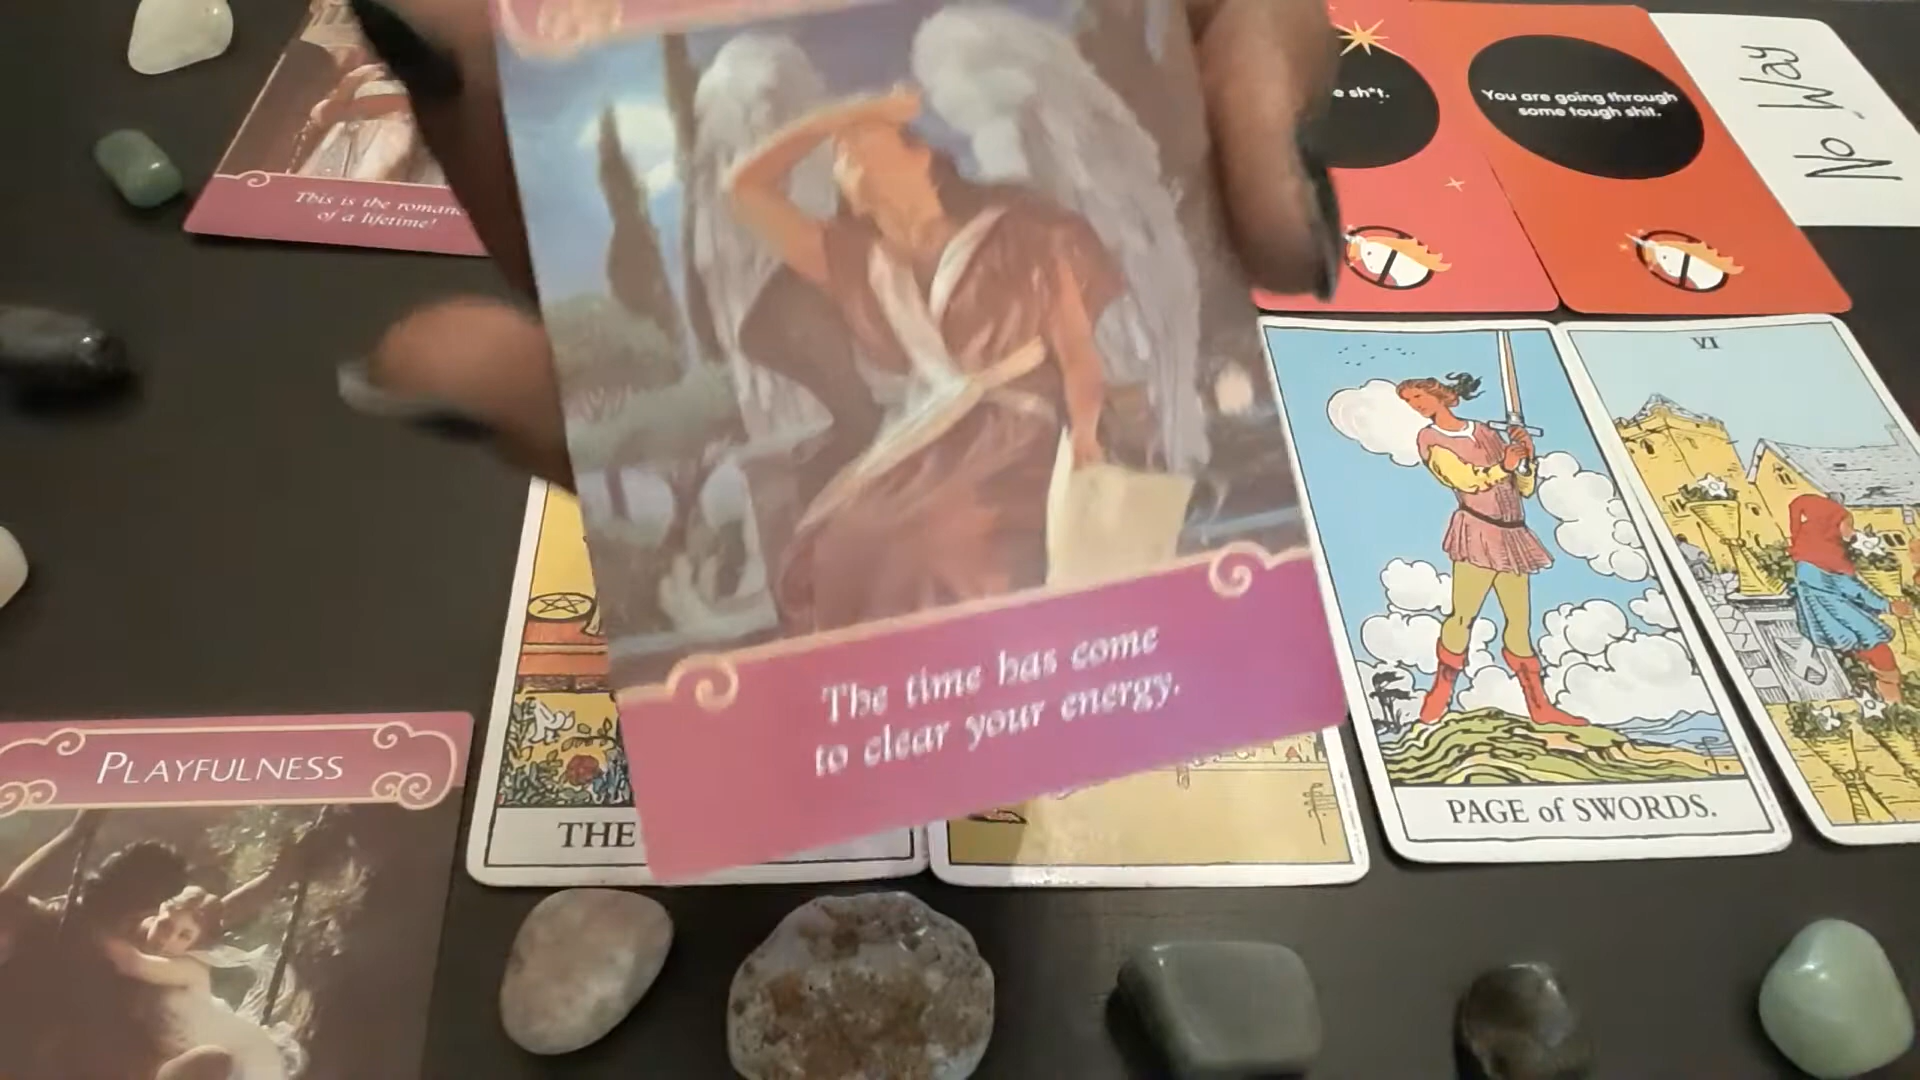 This is the romance
of a lifetime!
e sh*t.
You are going through
some tough shit.
No Way
VI
The time has come
to clear your energy.
PLAYFULNESS
THE
PAGE of SWORDS.